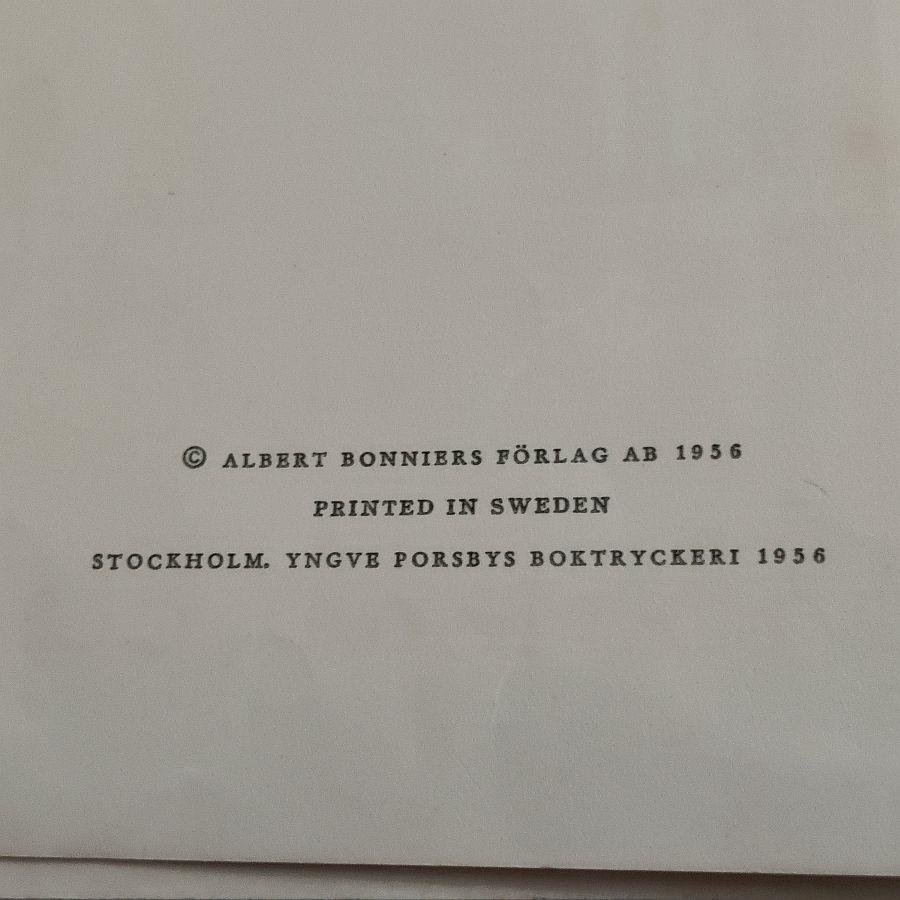 © ALBERT BONNIERS FÖRLAG AB 1956
PRINTED IN SWEDEN
STOCKHOLM. YNGVE PORSBYS BOKTRYCKERI 1956